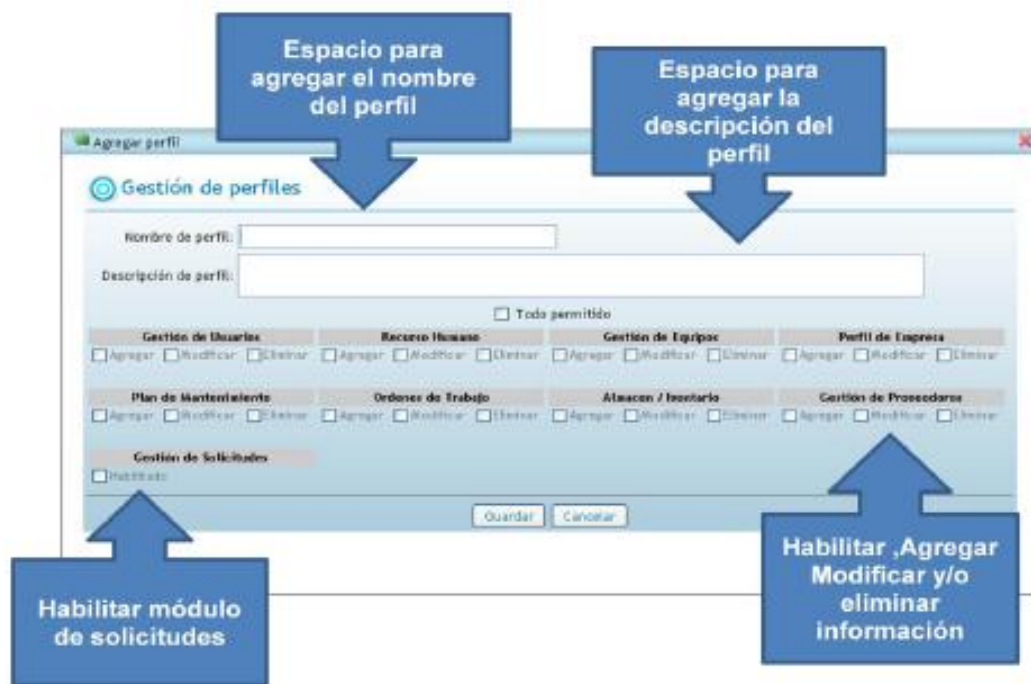 Espacio para
agregar el nombre
del perfil
Espacio para
agregar la
descripción del
perfil
Agregar perfil
Gestión de perfiles
Nombre de perfil:
Descripción de perfil:
Todo permitido
Gestión de Usuarios Recurso Humano Gestión de Equipos Perfil de Empresa
Agregar Modificar Eliminar Agregar Modificar Eliminar Agregar Modificar Eliminar Agregar Modificar Eliminar
Plan de Mantenimiento Ordenes de Trabajo Almacen / Inventario Gestión de Proveedores
Agregar Modificar Eliminar Agregar Modificar Eliminar Agregar Modificar Eliminar Agregar Modificar Eliminar
Gestión de Solicitudes
Habilitado
Guardar Cancelar
Habilitar módulo
de solicitudes
Habilitar ,Agregar
Modificar y/o
eliminar
información